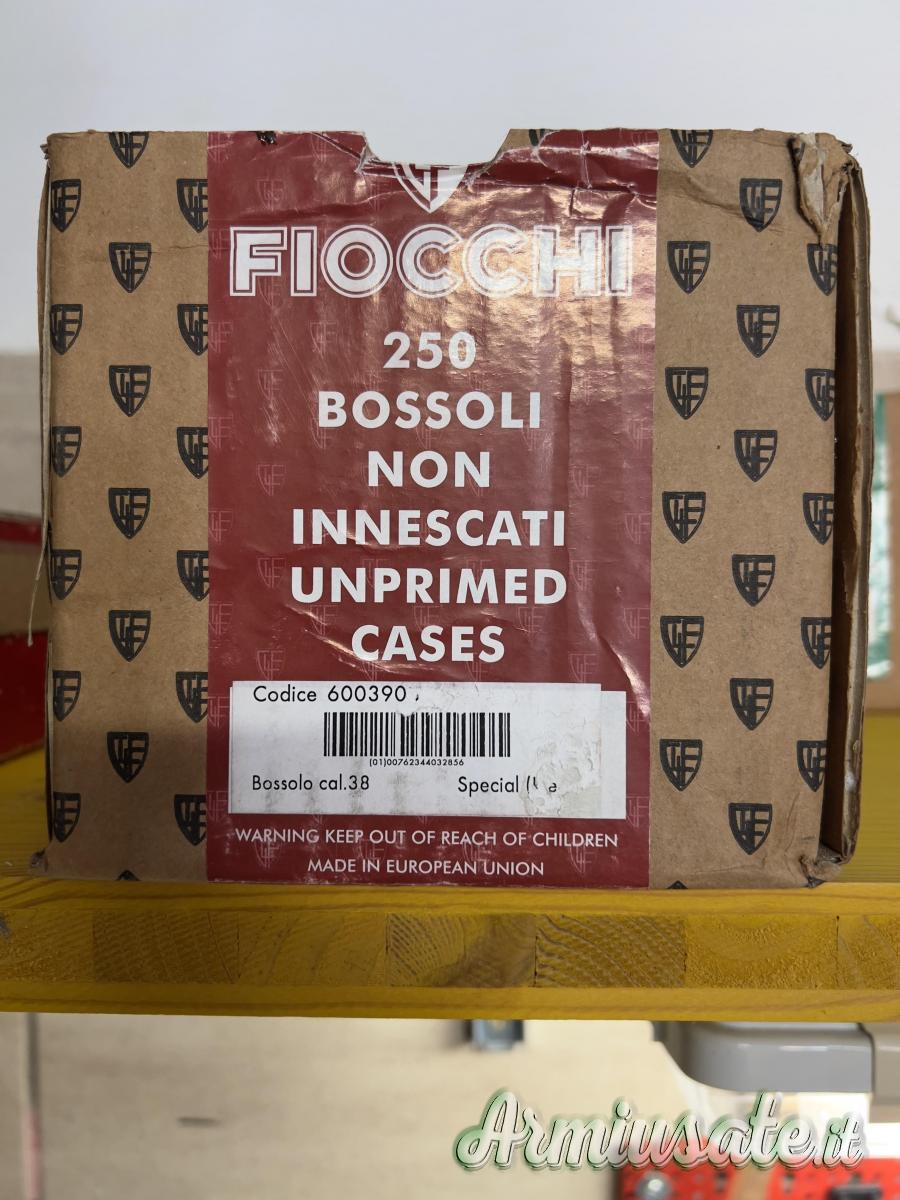 FIOCCHI
250
BOSSOLI
NON
INNESCATI
UNPRIMED
CASES
Codice 600390
(01)00762344032856
Bossolo cal.38 Special
WARNING KEEP OUT OF REACH OF CHILDREN
MADE IN EUROPEAN UNION
Armiusate.it